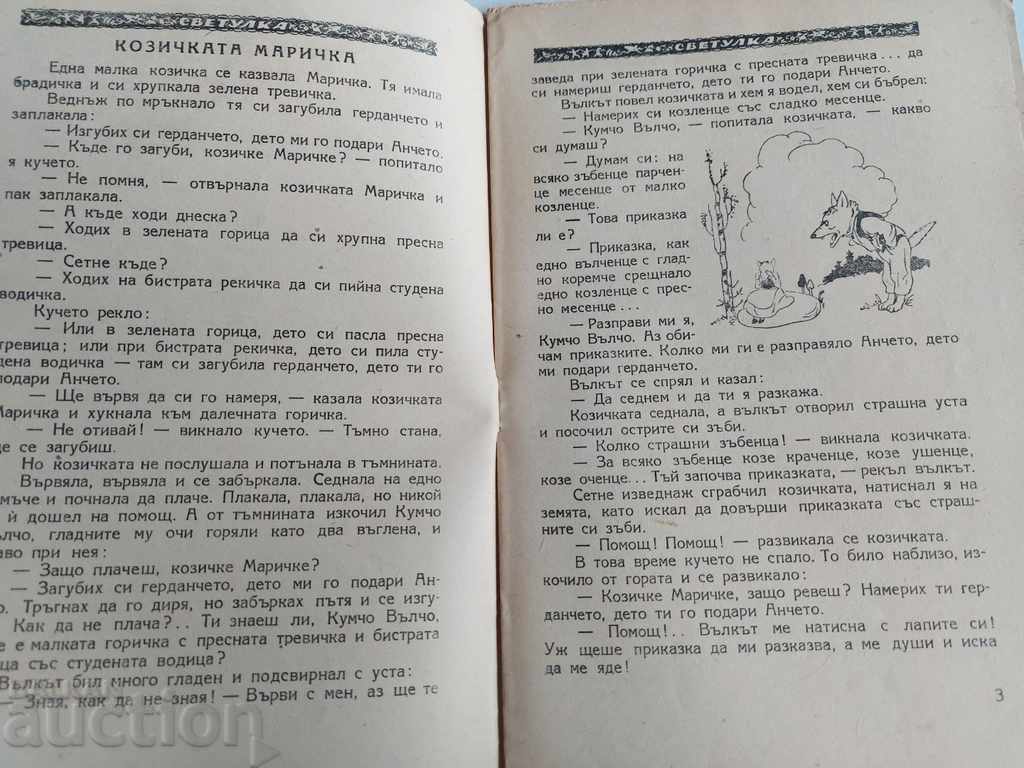 СВЕТУЛКА
КОЗИЧКАТА МАРИЧКА
Една малка козичка се казвала Маричка. Тя имала
брадичка и си хрупкала зелена тревичка.
Веднъж по мръкнало тя си загубила герданчето и
заплакала:
— Изгубих си герданчето, дето ми го подари Анчето.
— Къде го загуби, козичке Маричке? — попитало
я кучето.
— Не помня, — отвърнала козичката Маричка и
пак заплакала.
— А къде ходи днеска?
— Ходих в зелената горица да си хрупна пресна
тревица.
— Сетне къде?
— Ходих на бистрата рекичка да си пийна студена
водичка.
Кучето рекло:
— Или в зелената горица, дето си пасла пресна
тревица; или при бистрата рекичка, дето си пила сту-
дена водичка — там си загубила герданчето, дето ти го
подари Анчето.
— Ще вървя да си го намеря, — казала козичката
Маричка и хукнала към далечната горичка.
— Не отивай! — викнало кучето. — Тъмно стана,
ще се загубиш.
Но козичката не послушала и потънала в тъмнината.
Вървяла, вървяла и се забъркала. Седнала на едно
мъче и почнала да плаче. Плакала, плакала, но никой
й дошел на помощ. А от тъмнината изкочил Кумчо
ълчо, гладните му очи горяли като два въглена, и
аво при нея:
— Защо плачеш, козичке Маричке?
— Загубих си герданчето, дето ми го подари Ан-
о. Тръгнах да го диря, но забърках пътя и се изгу-
Как да не плача?.. Ти знаеш ли, Кумчо Вълчо,
е е малката горичка с пресната тревичка и бистрата
ца със студената водица?
Вълкът бил много гладен и подсвирнал с уста:
— Зная, как да не зная! — Върви с мен, аз ще те
СВЕТУЛКА
заведа при зелената горичка с пресната тревичка... да
си намериш герданчето, дето ти го подари Анчето.
Вълкът повел козичката и хем я водел, хем си бъбрел:
— Намерих си козленце със сладко месенце.
— Кумчо Вълчо, — попитала козичката, — какво
си думаш?
— Думам си: на
всяко зъбенце парчен-
це месенце от малко
козленце.
— Това приказка
ли е?
— Приказка, как
едно вълченце с глад-
но коремче срещнало
едно козленце с прес-
но месенце...
— Разправи ми я,
Кумчо Вълчо. Аз оби-
чам приказките. Колко ми ги е разправяло Анчето, дето
ми подари герданчето.
Вълкът се спрял и казал:
— Да седнем и да ти я разкажа.
Козичката седнала, а вълкът отворил страшна уста
и посочил острите си зъби.
— Колко страшни зъбенца! — викнала козичката.
— За всяко зъбенце козе краченце, козе ушенце,
козе оченце... Тъй започва приказката, — рекъл вълкът.
Сетне изведнаж сграбчил козичката, натиснал я на
земята, като искал да довърши приказката със страш-
ните си зъби.
— Помощ! Помощ! — развикала се козичката.
В това време кучето не спало. То било наблизо, из-
кочило от гората и се развикало:
— Козичке Маричке, защо ревеш? Намерих ти гер-
данчето, дето ти го подари Анчето.
— Помощ!.. Вълкът ме натисна с лапите си!
Уж щеше приказка да ми разказва, а ме души и иска
да ме яде!
3
auction